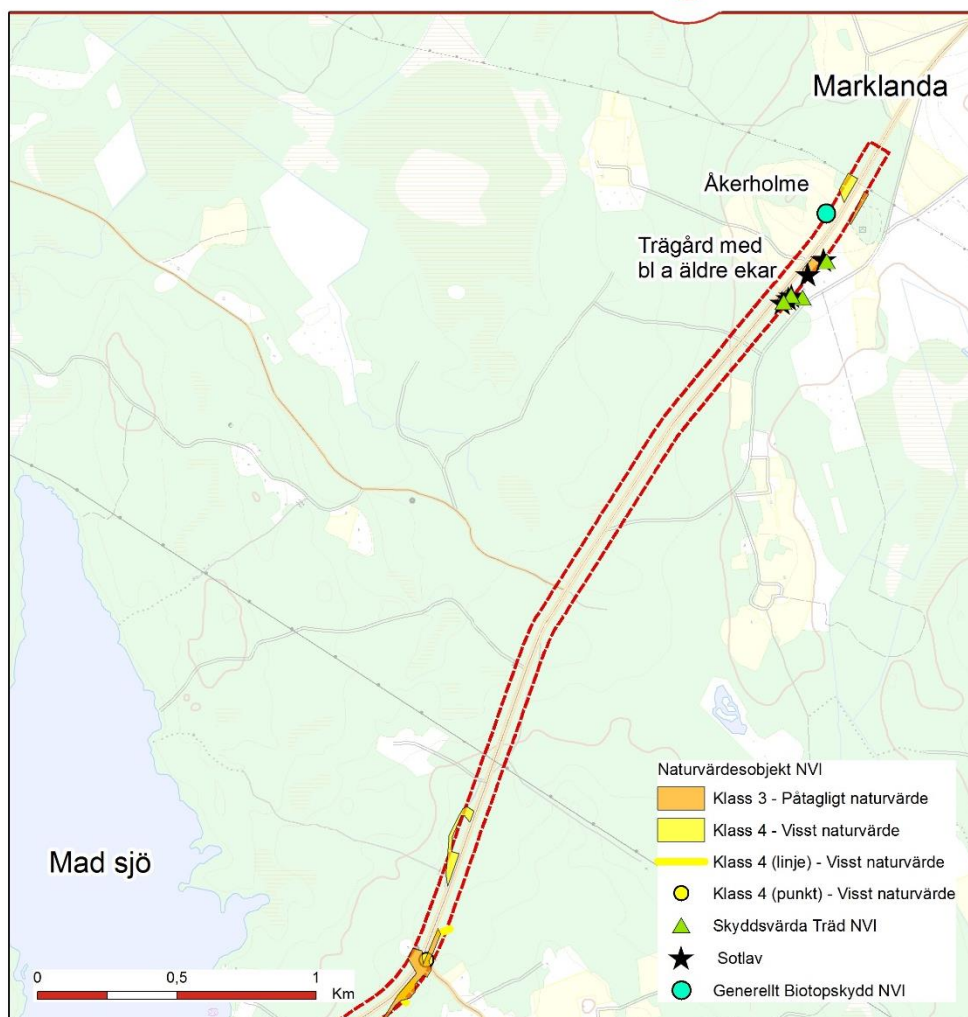 Marklanda
Åkerholme
Trägård med
bl a äldre ekar
Mad sjö
Naturvärdesobjekt NVI
Klass 3 - Påtagligt naturvärde
Klass 4 - Visst naturvärde
Klass 4 (linje) - Visst naturvärde
Klass 4 (punkt) - Visst naturvärde
Skyddsvärda Träd NVI
Sotlav
Generellt Biotopskydd NVI
0 0,5 1
Km